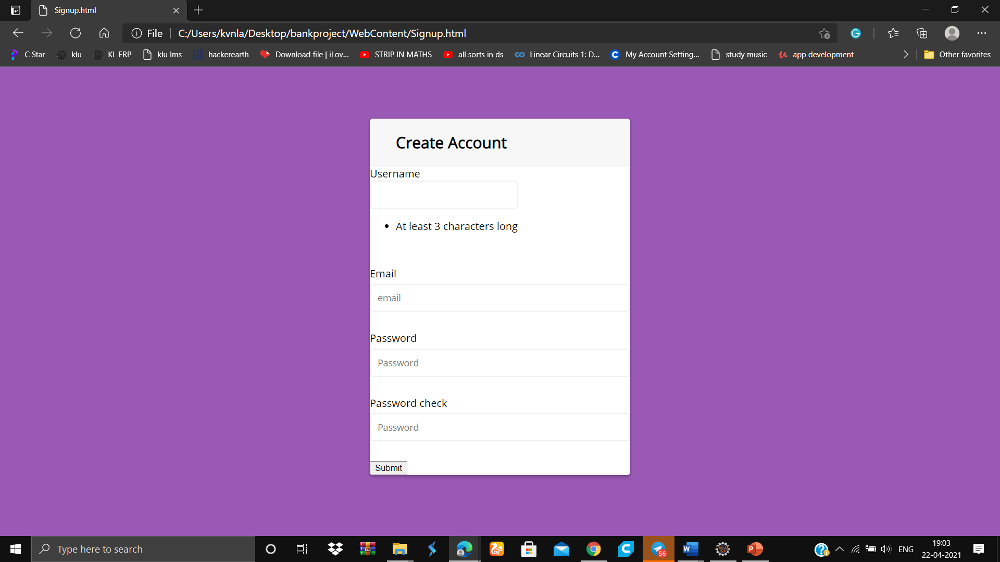 Signup.html
File
C:/Users/kvnla/Desktop/bankproject/WebContent/Signup.html
C Star klu KL ERP klu lms hackerearth Download file | iLov... STRIP IN MATHS all sorts in ds Linear Circuits 1: D... My Account Setting... study music app development Other favorites
Create Account
Username
• At least 3 characters long
Email
email
Password
Password
Password check
Password
Submit
Type here to search
56
ENG
19:03
22-04-2021